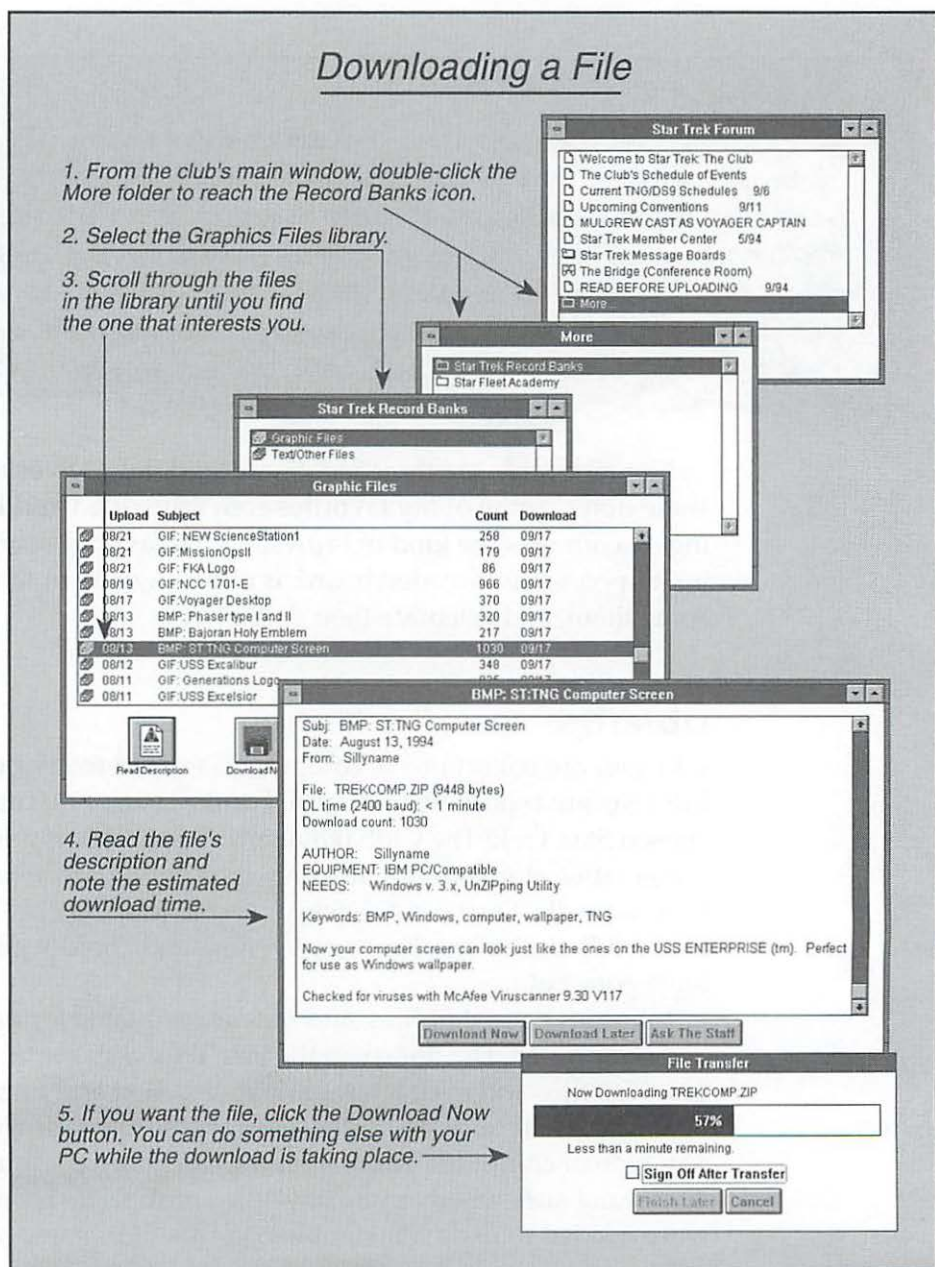 Downloading a File
1. From the club's main window, double-click the
More folder to reach the Record Banks icon.
2. Select the Graphics Files library.
3. Scroll through the files
in the library until you find
the one that interests you.
Star Trek Forum
Welcome to Star Trek: The Club
The Club's Schedule of Events
Current TNG/DS9 Schedules 9/6
Upcoming Conventions 9/11
MULGREW CAST AS VOYAGER CAPTAIN
Star Trek Member Center 5/94
Star Trek Message Boards
The Bridge (Conference Room)
READ BEFORE UPLOADING 9/94
More...
More
Star Trek Record Banks
Star Fleet Academy
Star Trek Record Banks
Graphic Files
Text/Other Files
Graphic Files
Upload Subject Count Download
08/21 GIF: NEW ScienceStation1 258 09/17
08/21 GIF:MissionOpsII 179 09/17
08/21 GIF: FKA Logo 86 09/17
08/19 GIF:NCC 1701-E 966 09/17
08/17 GIF:Voyager Desktop 370 09/17
08/13 BMP: Phaser type I and II 320 09/17
08/13 BMP: Bajoran Holy Emblem 217 09/17
08/13 BMP: ST:TNG Computer Screen 1030 09/17
08/12 GIF:USS Excalibur 348 09/17
08/11 GIF: Generations Logo 09/17
08/11 GIF:USS Excelsior
Read Description
Download
4. Read the file's
description and
note the estimated
download time.
BMP: ST:TNG Computer Screen
Subj: BMP: ST:TNG Computer Screen
Date: August 13, 1994
From: Sillyname
File: TREKCOMP.ZIP (9448 bytes)
DL time (2400 baud): < 1 minute
Download count: 1030
AUTHOR: Sillyname
EQUIPMENT: IBM PC/Compatible
NEEDS: Windows v. 3.x, UnZIPping Utility
Keywords: BMP, Windows, computer, wallpaper, TNG
Now your computer screen can look just like the ones on the USS ENTERPRISE (tm). Perfect
for use as Windows wallpaper.
Checked for viruses with McAfee Viruscanner 9.30 V117
Download Now Download Later Ask The Staff
5. If you want the file, click the Download Now
button. You can do something else with your
PC while the download is taking place.
File Transfer
Now Downloading TREKCOMP.ZIP
57%
Less than a minute remaining.
Sign Off After Transfer
Finish Later Cancel